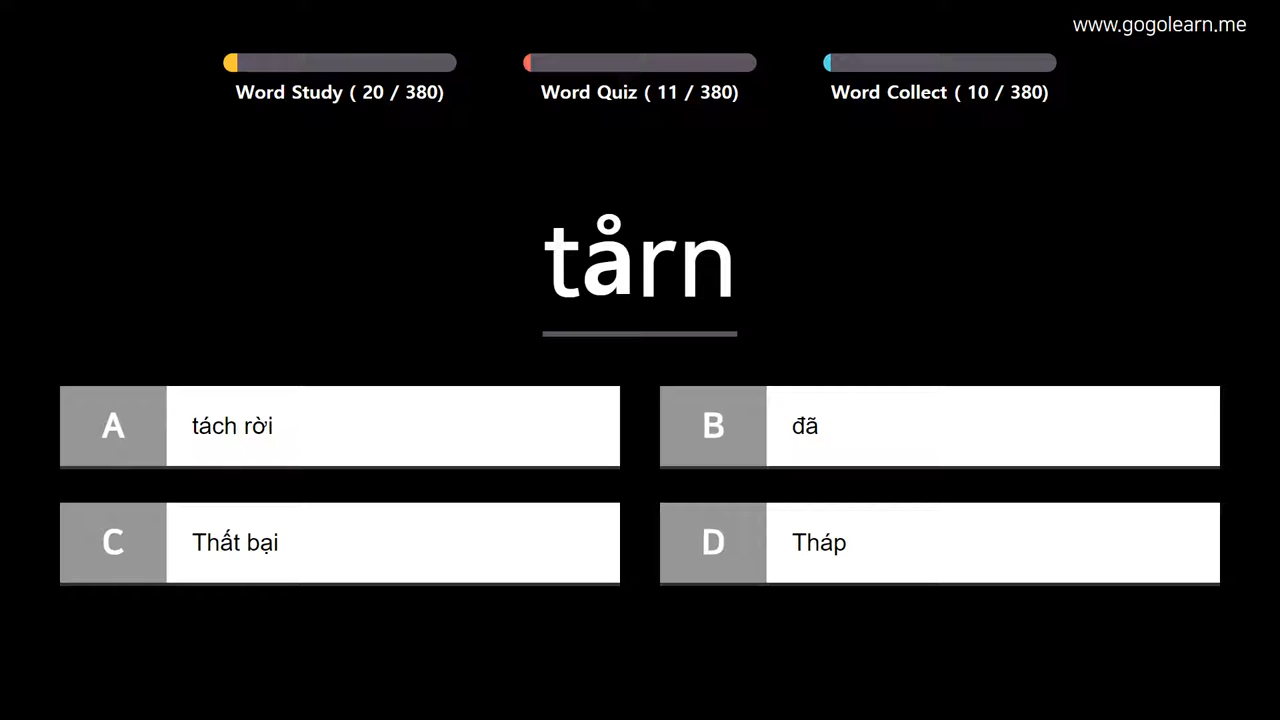 www.gogolearn.me
Word Study ( 20 / 380)
Word Quiz ( 11 / 380)
Word Collect ( 10 / 380)
tårn
A tách rời
B đã
C Thất bại
D Tháp